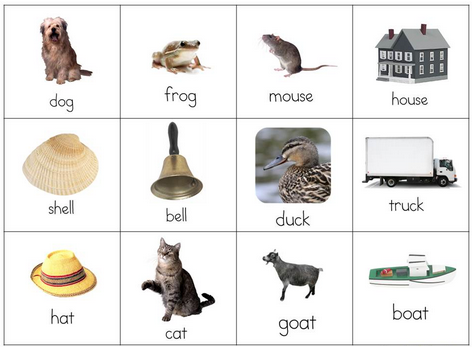 dog
frog
mouse
house
shell
bell
duck
truck
hat
cat
goat
boat